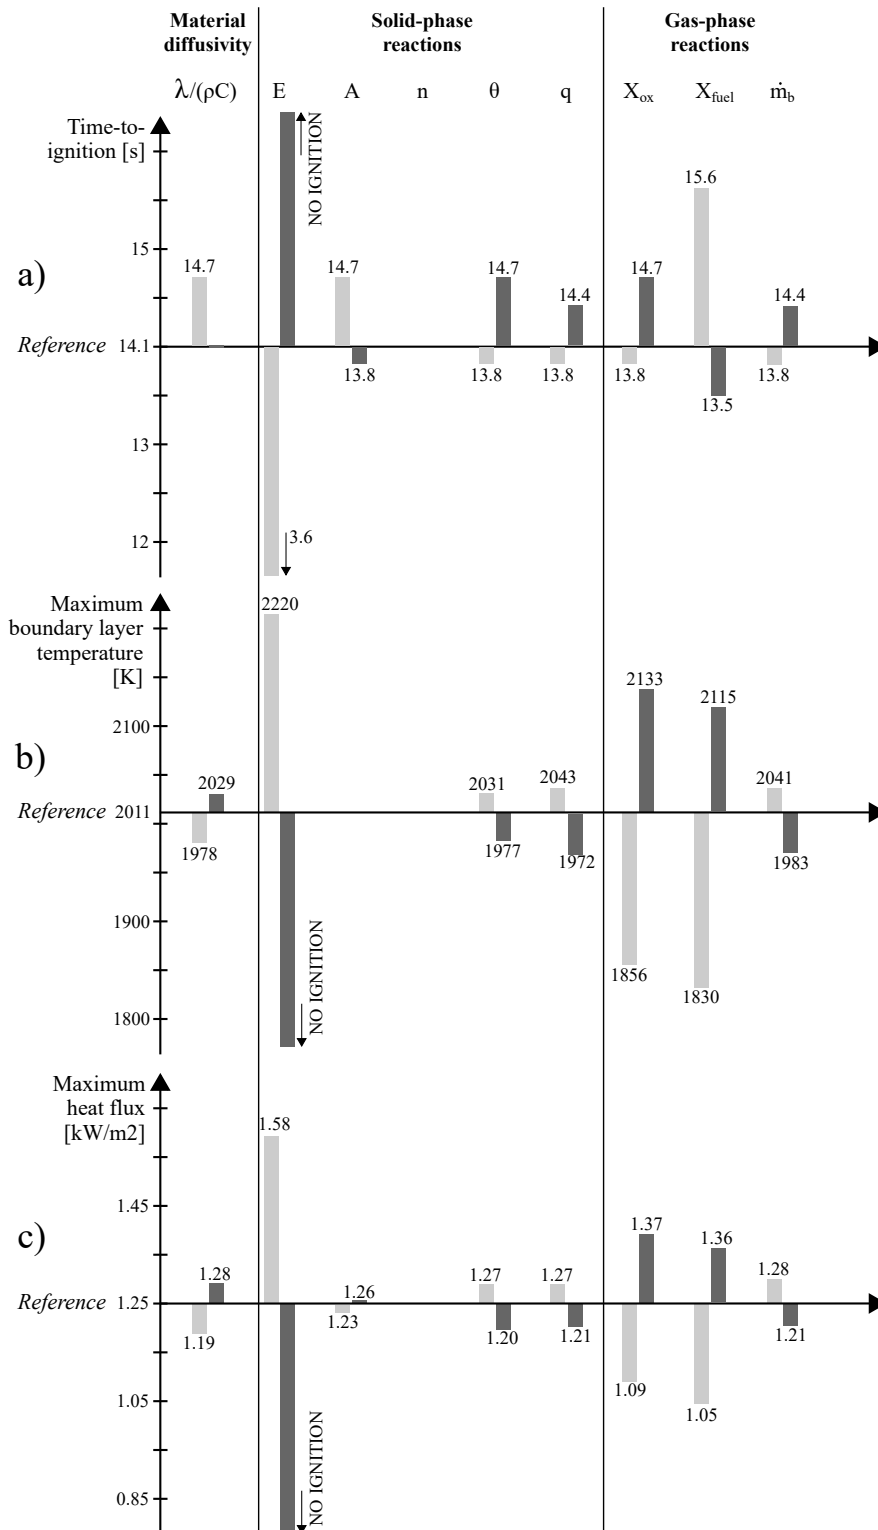 Material
diffusivity
Solid-phase
reactions
Gas-phase
reactions
λ/(ρC) E A n θ q X_ox X_fuel ṁ_b
a)
Time-to-
ignition [s]
NO IGNITION
15.6
15
14.7
14.7
14.7
14.4
14.7
14.4
Reference 14.1
13.8
13.8
13.8
13.8
13.5
13.8
13
12
3.6
b)
Maximum
boundary layer
temperature
[K]
2220
2133
2115
2100
2029
2031
2043
2041
Reference 2011
1978
1977
1972
1983
1900
1856
1830
1800
NO IGNITION
c)
Maximum
heat flux
[kW/m2]
1.58
1.45
1.37
1.36
1.28
1.26
1.27
1.27
1.28
Reference 1.25
1.19
1.23
1.20
1.21
1.21
1.09
1.05
1.05
0.85
NO IGNITION